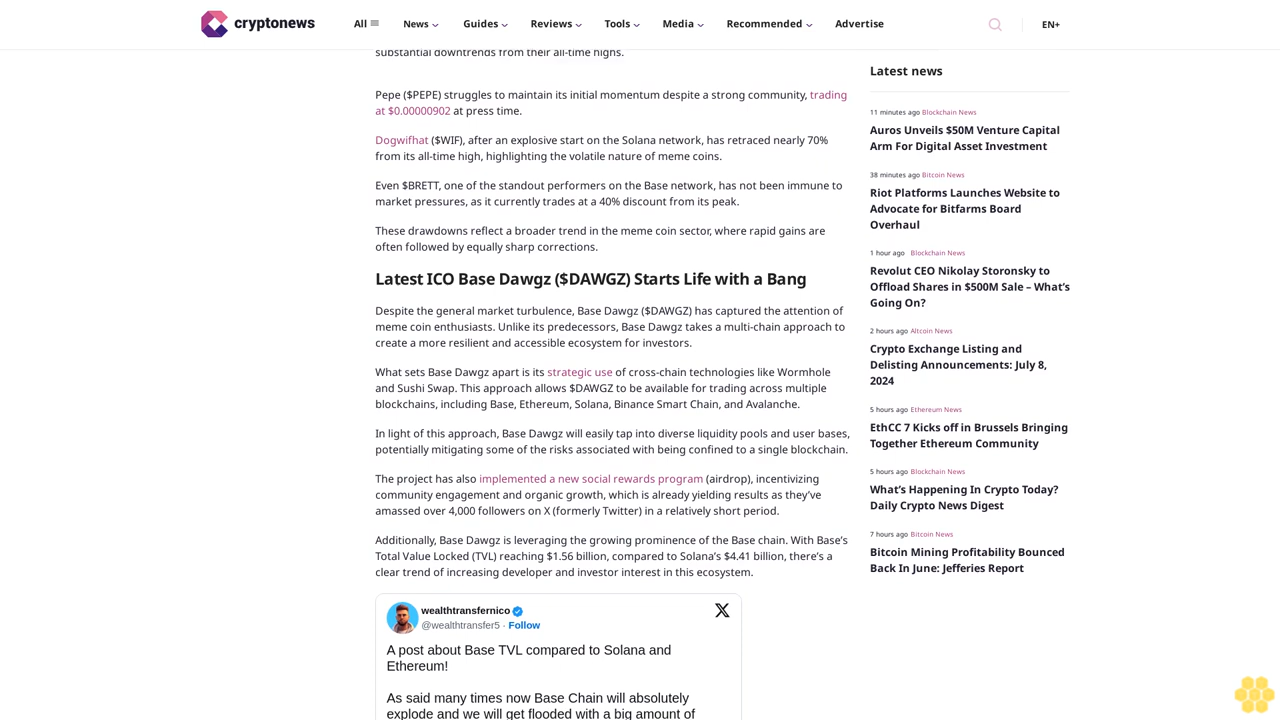 cryptonews
All
News
Guides
Reviews
Tools
Media
Recommended
Advertise
EN+
substantial downtrends from their all-time highs.
Pepe ($PEPE) struggles to maintain its initial momentum despite a strong community, trading
at $0.00000902 at press time.
Dogwifhat ($WIF), after an explosive start on the Solana network, has retraced nearly 70%
from its all-time high, highlighting the volatile nature of meme coins.
Even $BRETT, one of the standout performers on the Base network, has not been immune to
market pressures, as it currently trades at a 40% discount from its peak.
These drawdowns reflect a broader trend in the meme coin sector, where rapid gains are
often followed by equally sharp corrections.
Latest ICO Base Dawgz ($DAWGZ) Starts Life with a Bang
Despite the general market turbulence, Base Dawgz ($DAWGZ) has captured the attention of
meme coin enthusiasts. Unlike its predecessors, Base Dawgz takes a multi-chain approach to
create a more resilient and accessible ecosystem for investors.
What sets Base Dawgz apart is its strategic use of cross-chain technologies like Wormhole
and Sushi Swap. This approach allows $DAWGZ to be available for trading across multiple
blockchains, including Base, Ethereum, Solana, Binance Smart Chain, and Avalanche.
In light of this approach, Base Dawgz will easily tap into diverse liquidity pools and user bases,
potentially mitigating some of the risks associated with being confined to a single blockchain.
The project has also implemented a new social rewards program (airdrop), incentivizing
community engagement and organic growth, which is already yielding results as they've
amassed over 4,000 followers on X (formerly Twitter) in a relatively short period.
Additionally, Base Dawgz is leveraging the growing prominence of the Base chain. With Base's
Total Value Locked (TVL) reaching $1.56 billion, compared to Solana's $4.41 billion, there's a
clear trend of increasing developer and investor interest in this ecosystem.
wealthtransfernico
@wealthtransfer5 · Follow
A post about Base TVL compared to Solana and
Ethereum!
As said many times now Base Chain will absolutely
explode and we will get flooded with a big amount of
Latest news
11 minutes ago Blockchain News
Auros Unveils $50M Venture Capital
Arm For Digital Asset Investment
38 minutes ago Bitcoin News
Riot Platforms Launches Website to
Advocate for Bitfarms Board
Overhaul
1 hour ago Blockchain News
Revolut CEO Nikolay Storonsky to
Offload Shares in $500M Sale – What's
Going On?
2 hours ago Altcoin News
Crypto Exchange Listing and
Delisting Announcements: July 8,
2024
5 hours ago Ethereum News
EthCC 7 Kicks off in Brussels Bringing
Together Ethereum Community
5 hours ago Blockchain News
What's Happening In Crypto Today?
Daily Crypto News Digest
7 hours ago Bitcoin News
Bitcoin Mining Profitability Bounced
Back In June: Jefferies Report